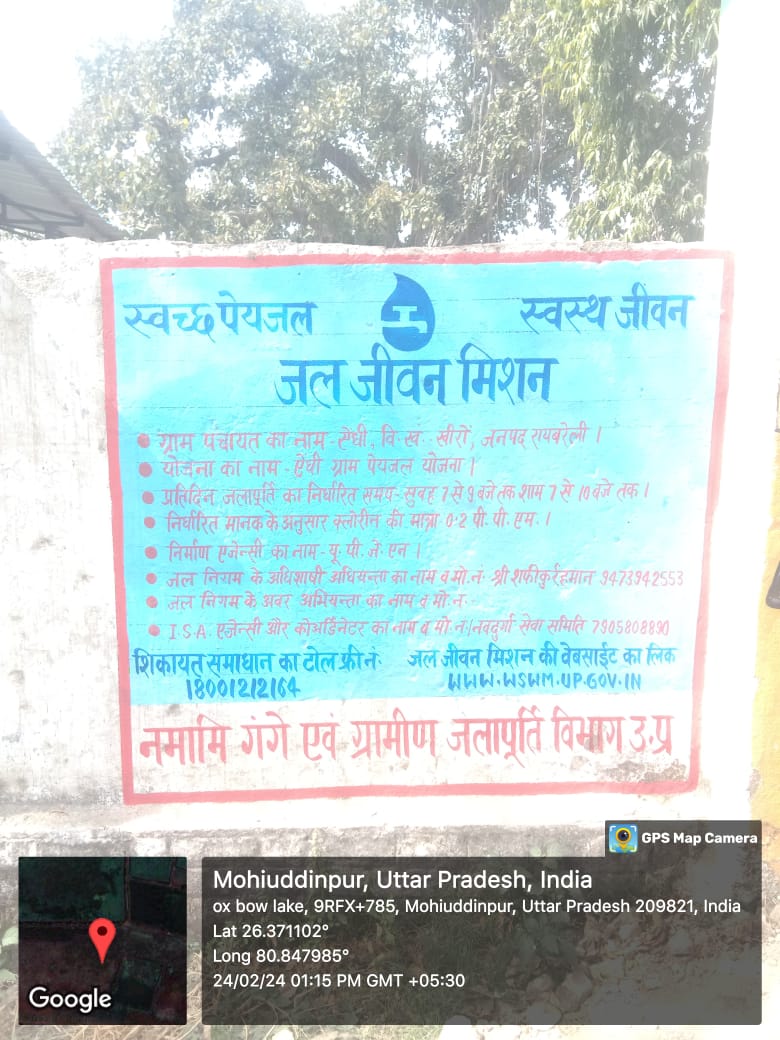 स्वच्छ पेयजल स्वस्थ जीवन
जल जीवन मिशन
• ग्राम पंचायत का नाम - ऐधी, वि. खं. - खीरों, जनपद रायबरेली ।
• योजना का नाम - ऐधी ग्राम पेयजल योजना ।
• प्रतिदिन जलापूर्ति का निर्धारित समय - सुवह 7 से 9 बजे तक शाम 7 से 10 बजे तक ।
• निर्धारित मानक के अनुसार क्लोरीन की मात्रा 0.2 पी. पी. एम. ।
• निर्माण एजेन्सी का नाम - यू. पी. जे. एन ।
• जल निगम के अधिशाषी अभियन्ता का नाम व मो. नं. श्री शफीकुर्रहमान 9473942553
• जल निगम के अवर अभियन्ता का नाम व मो. न.
• I.S.A. एजेन्सी और कोआर्डिनेटर का नाम व मो. न./नवदुर्गा सेवा समिति 7905808890
शिकायत समाधान का टोल फ्री नं. जल जीवन मिशन की वेबसाईट का लिंक
18001212164 WWW.WSWM.UP.GOV.IN
नमामि गंगे एवं ग्रामीण जलापूर्ति विभाग उ.प्र
GPS Map Camera
Mohiuddinpur, Uttar Pradesh, India
ox bow lake, 9RFX+785, Mohiuddinpur, Uttar Pradesh 209821, India
Lat 26.371102°
Long 80.847985°
24/02/24 01:15 PM GMT +05:30
Google